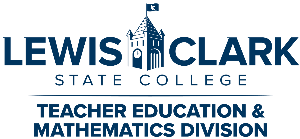 LEWIS CLARK
STATE COLLEGE
TEACHER EDUCATION &
MATHEMATICS DIVISION